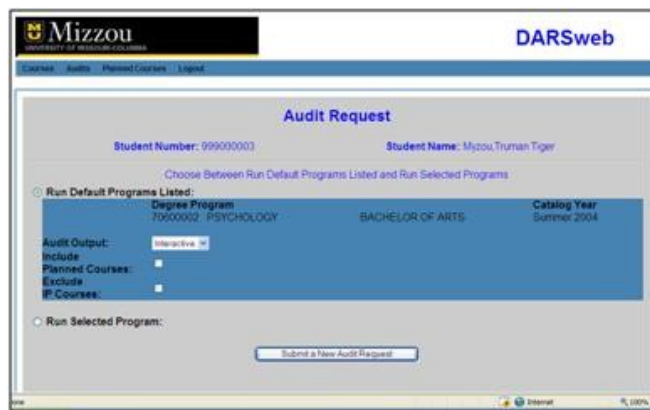 Mizzou
UNIVERSITY OF MISSOURI-COLUMBIA
DARSweb
Courses Audits Planned Courses Logout
Audit Request
Student Number: 999000003 Student Name: Myzou,Truman Tiger
Choose Between Run Default Programs Listed and Run Selected Programs
Run Default Programs Listed:
Degree Program Catalog Year
70600002 PSYCHOLOGY BACHELOR OF ARTS Summer 2004
Audit Output: Interactive
Include
Planned Courses:
Exclude
IP Courses:
Run Selected Program:
Submit a New Audit Request
one Internet 100%